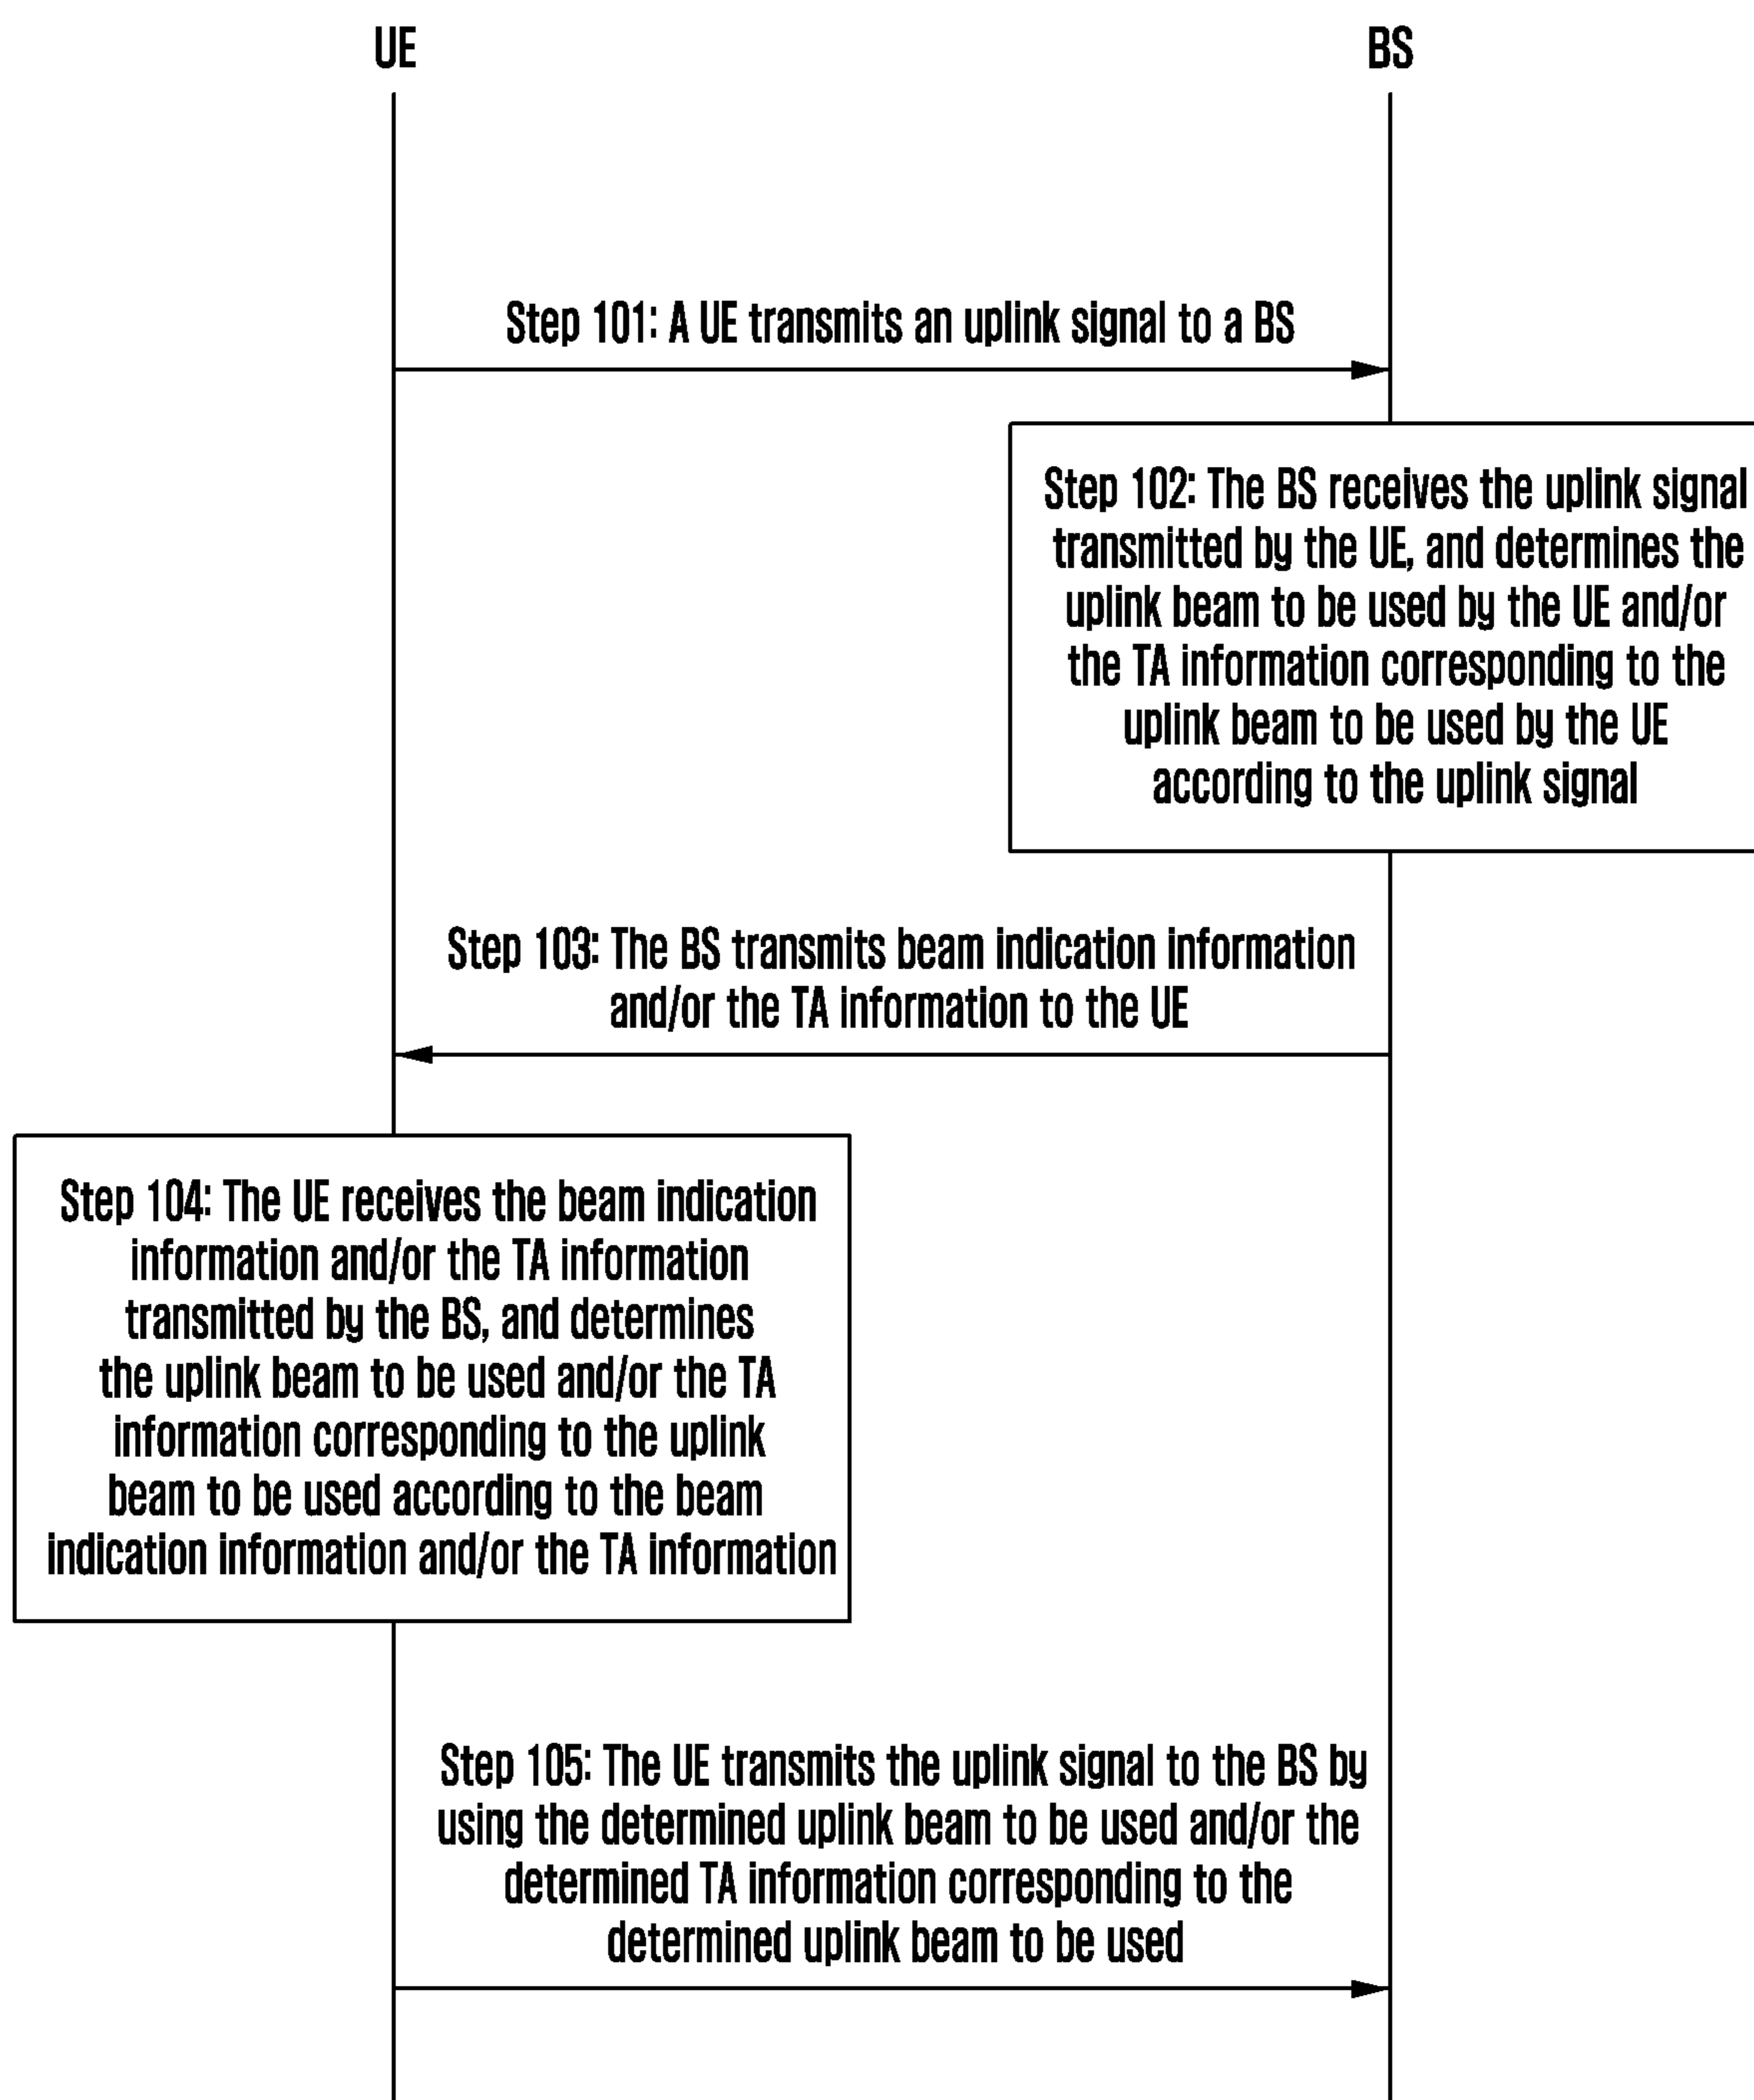 UE
BS
Step 101: A UE transmits an uplink signal to a BS
Step 102: The BS receives the uplink signal
transmitted by the UE, and determines the
uplink beam to be used by the UE and/or
the TA information corresponding to the
uplink beam to be used by the UE
according to the uplink signal
Step 103: The BS transmits beam indication information
and/or the TA information to the UE
Step 104: The UE receives the beam indication
information and/or the TA information
transmitted by the BS, and determines
the uplink beam to be used and/or the TA
information corresponding to the uplink
beam to be used according to the beam
indication information and/or the TA information
Step 105: The UE transmits the uplink signal to the BS by
using the determined uplink beam to be used and/or the
determined TA information corresponding to the
determined uplink beam to be used